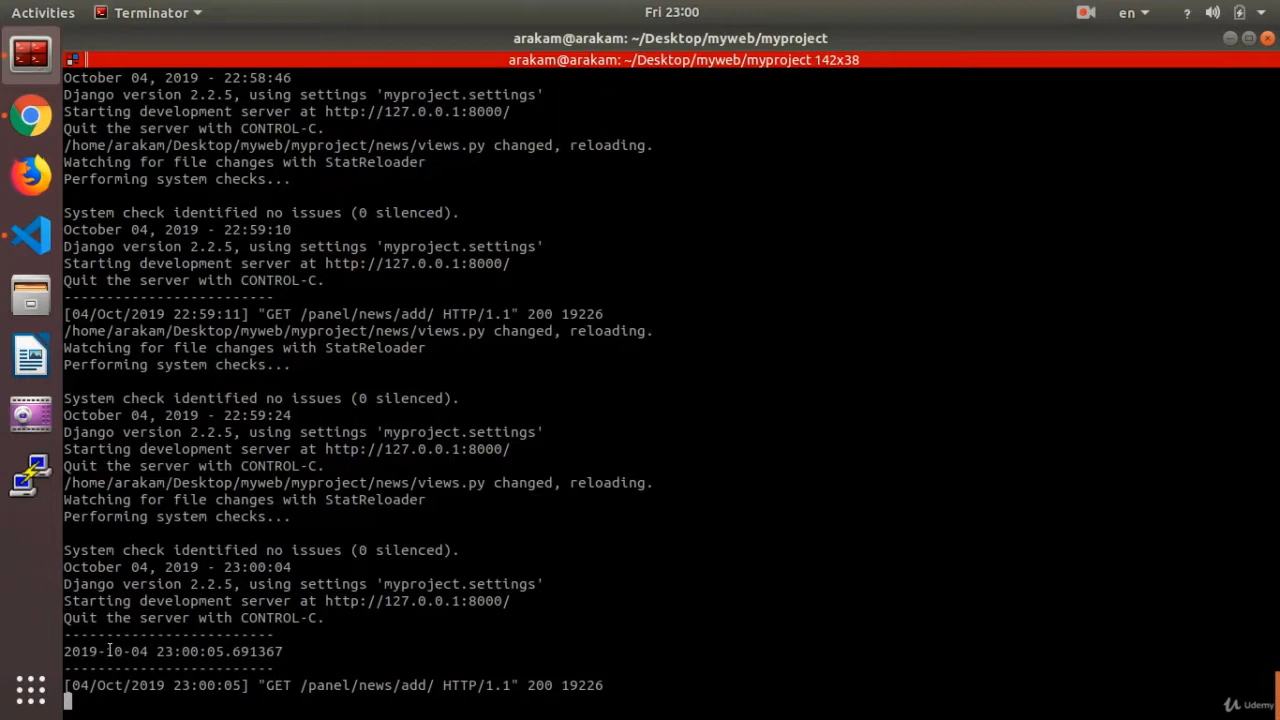 Activities Terminator Fri 23:00 en ?
arakam@arakam: ~/Desktop/myweb/myproject
arakam@arakam: ~/Desktop/myweb/myproject 142x38
October 04, 2019 - 22:58:46
Django version 2.2.5, using settings 'myproject.settings'
Starting development server at http://127.0.0.1:8000/
Quit the server with CONTROL-C.
/home/arakam/Desktop/myweb/myproject/news/views.py changed, reloading.
Watching for file changes with StatReloader
Performing system checks...
System check identified no issues (0 silenced).
October 04, 2019 - 22:59:10
Django version 2.2.5, using settings 'myproject.settings'
Starting development server at http://127.0.0.1:8000/
Quit the server with CONTROL-C.
-------------------------
[04/Oct/2019 22:59:11] "GET /panel/news/add/ HTTP/1.1" 200 19226
/home/arakam/Desktop/myweb/myproject/news/views.py changed, reloading.
Watching for file changes with StatReloader
Performing system checks...
System check identified no issues (0 silenced).
October 04, 2019 - 22:59:24
Django version 2.2.5, using settings 'myproject.settings'
Starting development server at http://127.0.0.1:8000/
Quit the server with CONTROL-C.
/home/arakam/Desktop/myweb/myproject/news/views.py changed, reloading.
Watching for file changes with StatReloader
Performing system checks...
System check identified no issues (0 silenced).
October 04, 2019 - 23:00:04
Django version 2.2.5, using settings 'myproject.settings'
Starting development server at http://127.0.0.1:8000/
Quit the server with CONTROL-C.
-------------------------
2019-10-04 23:00:05.691367
-------------------------
[04/Oct/2019 23:00:05] "GET /panel/news/add/ HTTP/1.1" 200 19226
Udemy